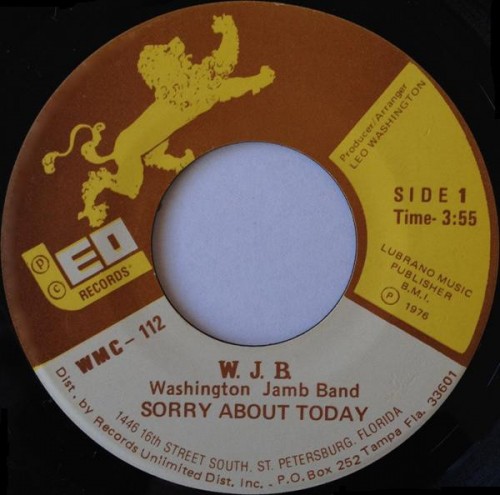 Producer/Arranger
LEO WASHINGTON
SIDE 1
Time- 3:55
LUBRANO MUSIC
PUBLISHER
B.M.I.
℗ 1976
LEO
RECORDS
℗
©
WMC- 112
W. J. B.
Washington Jamb Band
SORRY ABOUT TODAY
1446 16th STREET SOUTH. ST. PETERSBURG, FLORIDA
Dist. by Records Unlimited Dist. Inc. - P.O. Box 252 Tampa Fla. 33601